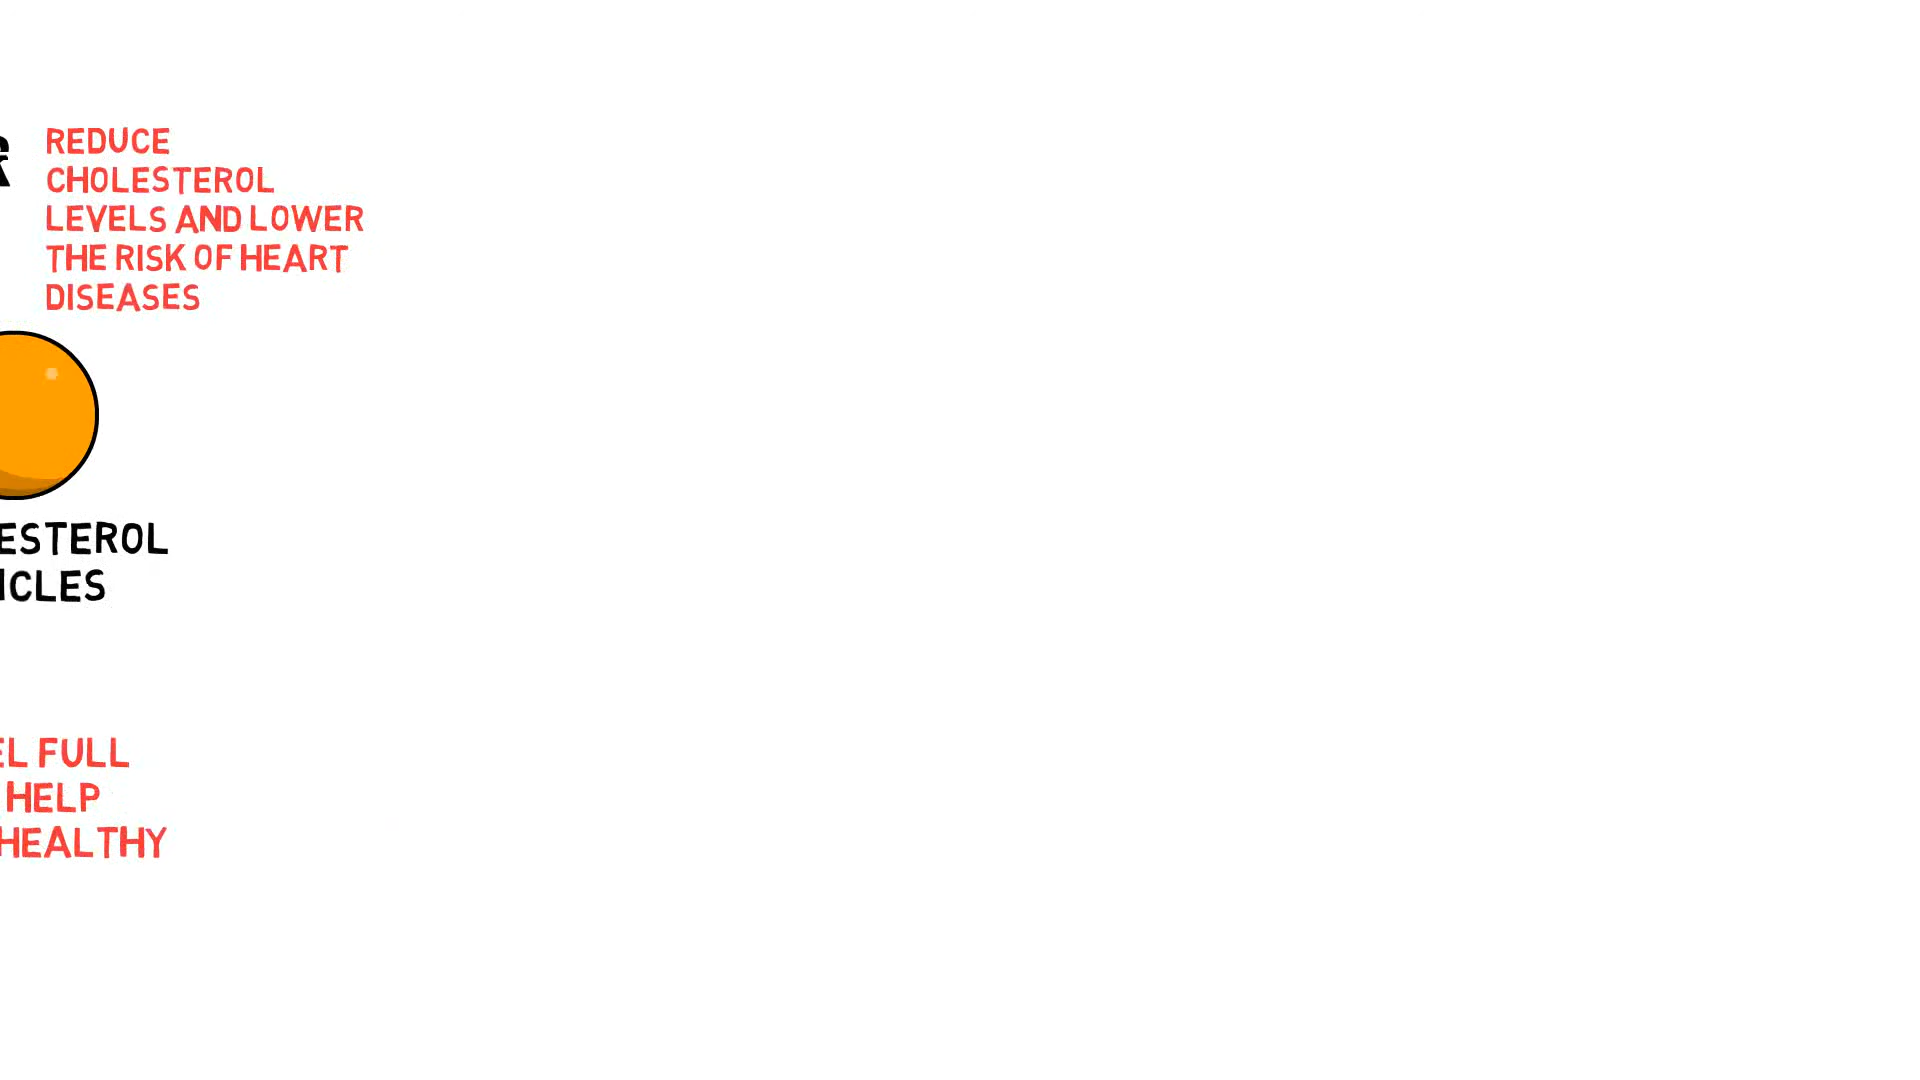 REDUCE
CHOLESTEROL
LEVELS AND LOWER
THE RISK OF HEART
DISEASES
ESTEROL
ICLES
EL FULL
HELP
HEALTHY